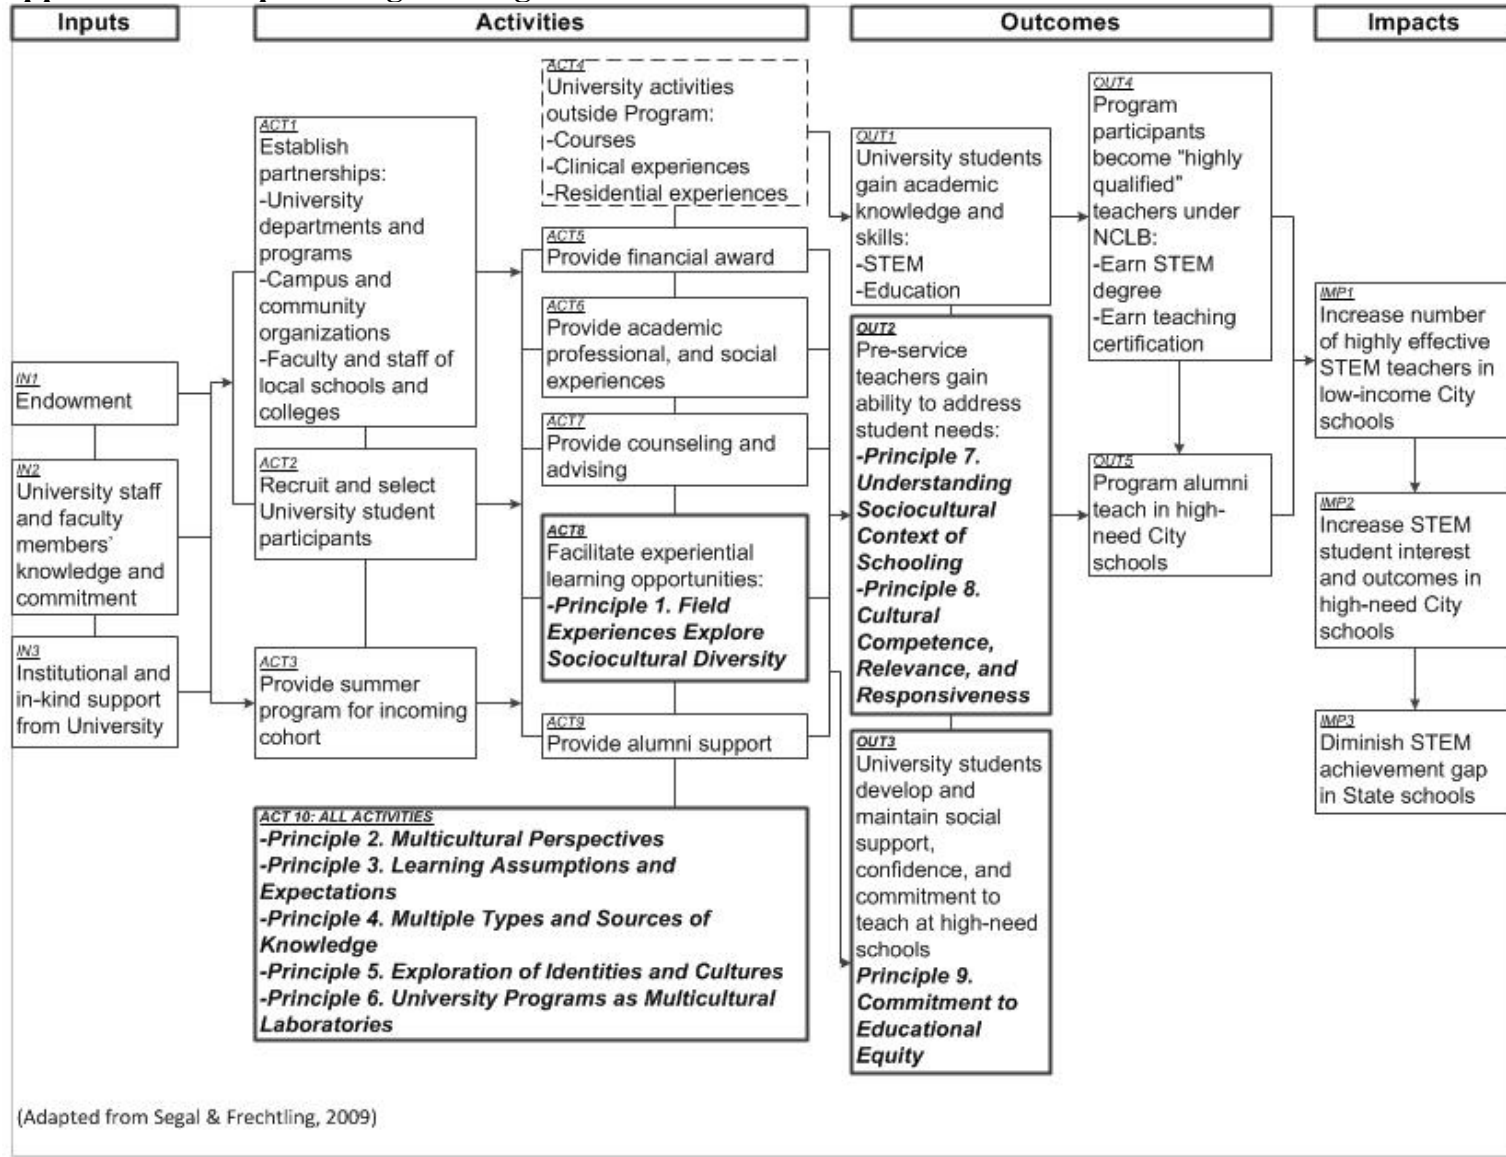 Inputs
Activities
Outcomes
Impacts
IN1
Endowment
IN2
University staff
and faculty
members`
knowledge and
commitment
IN3
Institutional and
in-kind support
from University
ACT1
Establish
partnerships:
-University
departments and
programs
-Campus and
community
organizations
-Faculty and staff of
local schools and
colleges
ACT2
Recruit and select
University student
participants
ACT3
Provide summer
program for incoming
cohort
ACT4
University activities
outside Program:
-Courses
-Clinical experiences
-Residential experiences
ACT5
Provide financial award
ACT6
Provide academic
professional, and social
experiences
ACT7
Provide counseling and
advising
ACT8
Facilitate experiential
learning opportunities:
-Principle 1. Field
Experiences Explore
Sociocultural Diversity
ACT9
Provide alumni support
ACT 10: ALL ACTIVITIES
-Principle 2. Multicultural Perspectives
-Principle 3. Learning Assumptions and
Expectations
-Principle 4. Multiple Types and Sources of
Knowledge
-Principle 5. Exploration of Identities and Cultures
-Principle 6. University Programs as Multicultural
Laboratories
OUT1
University students
gain academic
knowledge and
skills:
-STEM
-Education
OUT2
Pre-service
teachers gain
ability to address
student needs:
-Principle 7.
Understanding
Sociocultural
Context of
Schooling
-Principle 8.
Cultural
Competence,
Relevance, and
Responsiveness
OUT3
University students
develop and
maintain social
support,
confidence, and
commitment to
teach at high-need
schools
Principle 9.
Commitment to
Educational
Equity
OUT4
Program
participants
become "highly
qualified"
teachers under
NCLB:
-Earn STEM
degree
-Earn teaching
certification
OUT5
Program alumni
teach in high-
need City
schools
IMP1
Increase number
of highly effective
STEM teachers in
low-income City
schools
IMP2
Increase STEM
student interest
and outcomes in
high-need City
schools
IMP3
Diminish STEM
achievement gap
in State schools
(Adapted from Segal & Frechtling, 2009)